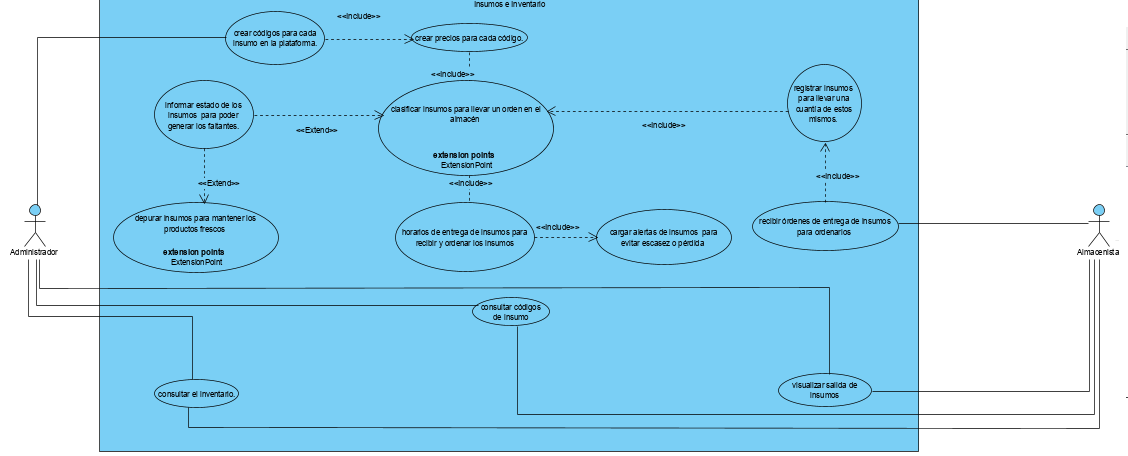 Insumos e Inventario
<<Include>>
crear códigos para cada
insumo en la plataforma.
crear precios para cada código.
<<Include>>
informar estado de los
insumos para poder
generar los faltantes.
<<Extend>>
clasificar insumos para llevar un orden en el
almacén
extension points
ExtensionPoint
<<Include>>
registrar insumos
para llevar una
cuantía de estos
mismos.
<<Include>>
<<Extend>>
<<Include>>
depurar insumos para mantener los
productos frescos
extension points
ExtensionPoint
horarios de entrega de insumos para
recibir y ordenar los insumos
<<Include>>
cargar alertas de insumos para
evitar escasez o pérdida
recibir órdenes de entrega de insumos
para ordenarlos
Administrador
Almacenista
consultar códigos
de insumo
consultar el inventario.
visualizar salida de
insumos